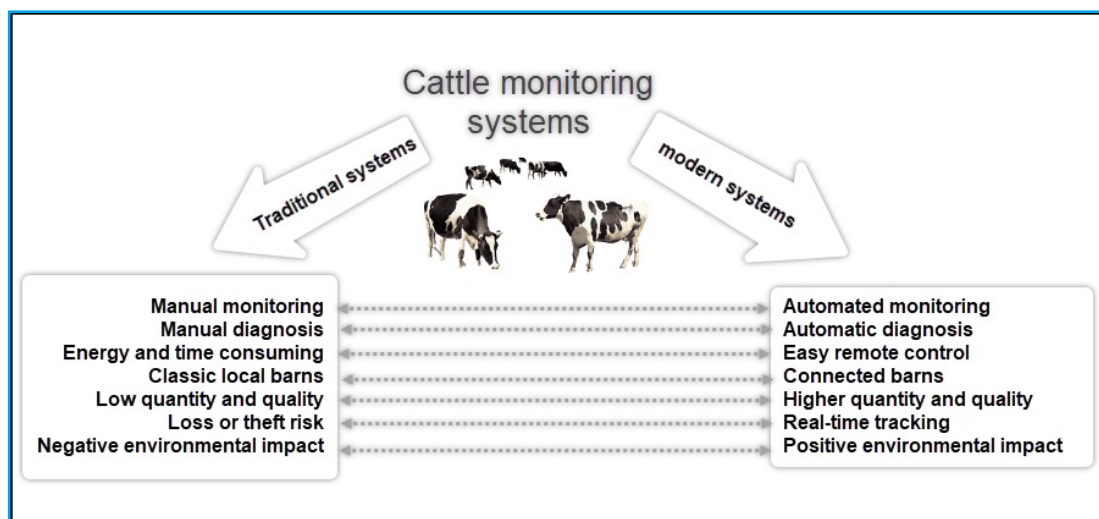 Cattle monitoring
systems
Traditional systems
modern systems
Manual monitoring
Manual diagnosis
Energy and time consuming
Classic local barns
Low quantity and quality
Loss or theft risk
Negative environmental impact
Automated monitoring
Automatic diagnosis
Easy remote control
Connected barns
Higher quantity and quality
Real-time tracking
Positive environmental impact